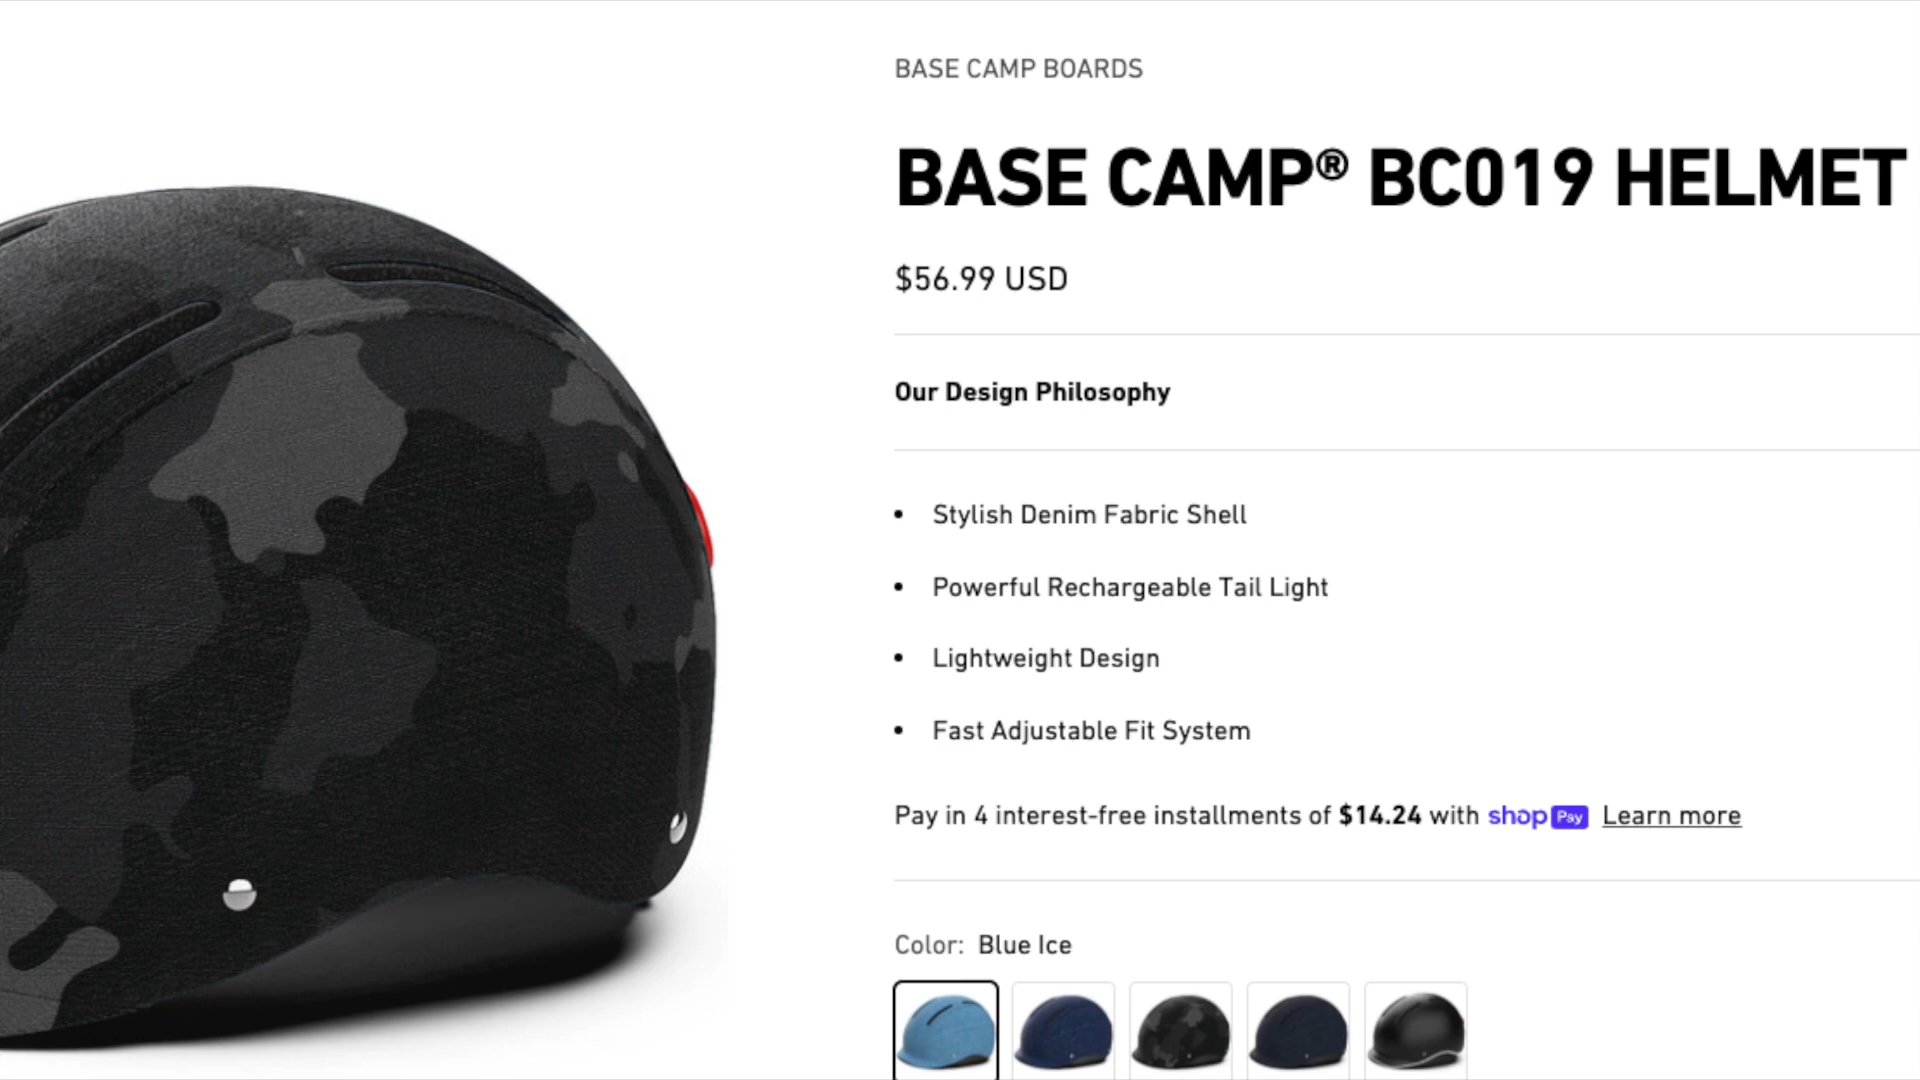 BASE CAMP BOARDS
BASE CAMP® BC019 HELMET
$56.99 USD
Our Design Philosophy
• Stylish Denim Fabric Shell
• Powerful Rechargeable Tail Light
• Lightweight Design
• Fast Adjustable Fit System
Pay in 4 interest-free installments of $14.24 with shop Pay Learn more
Color: Blue Ice